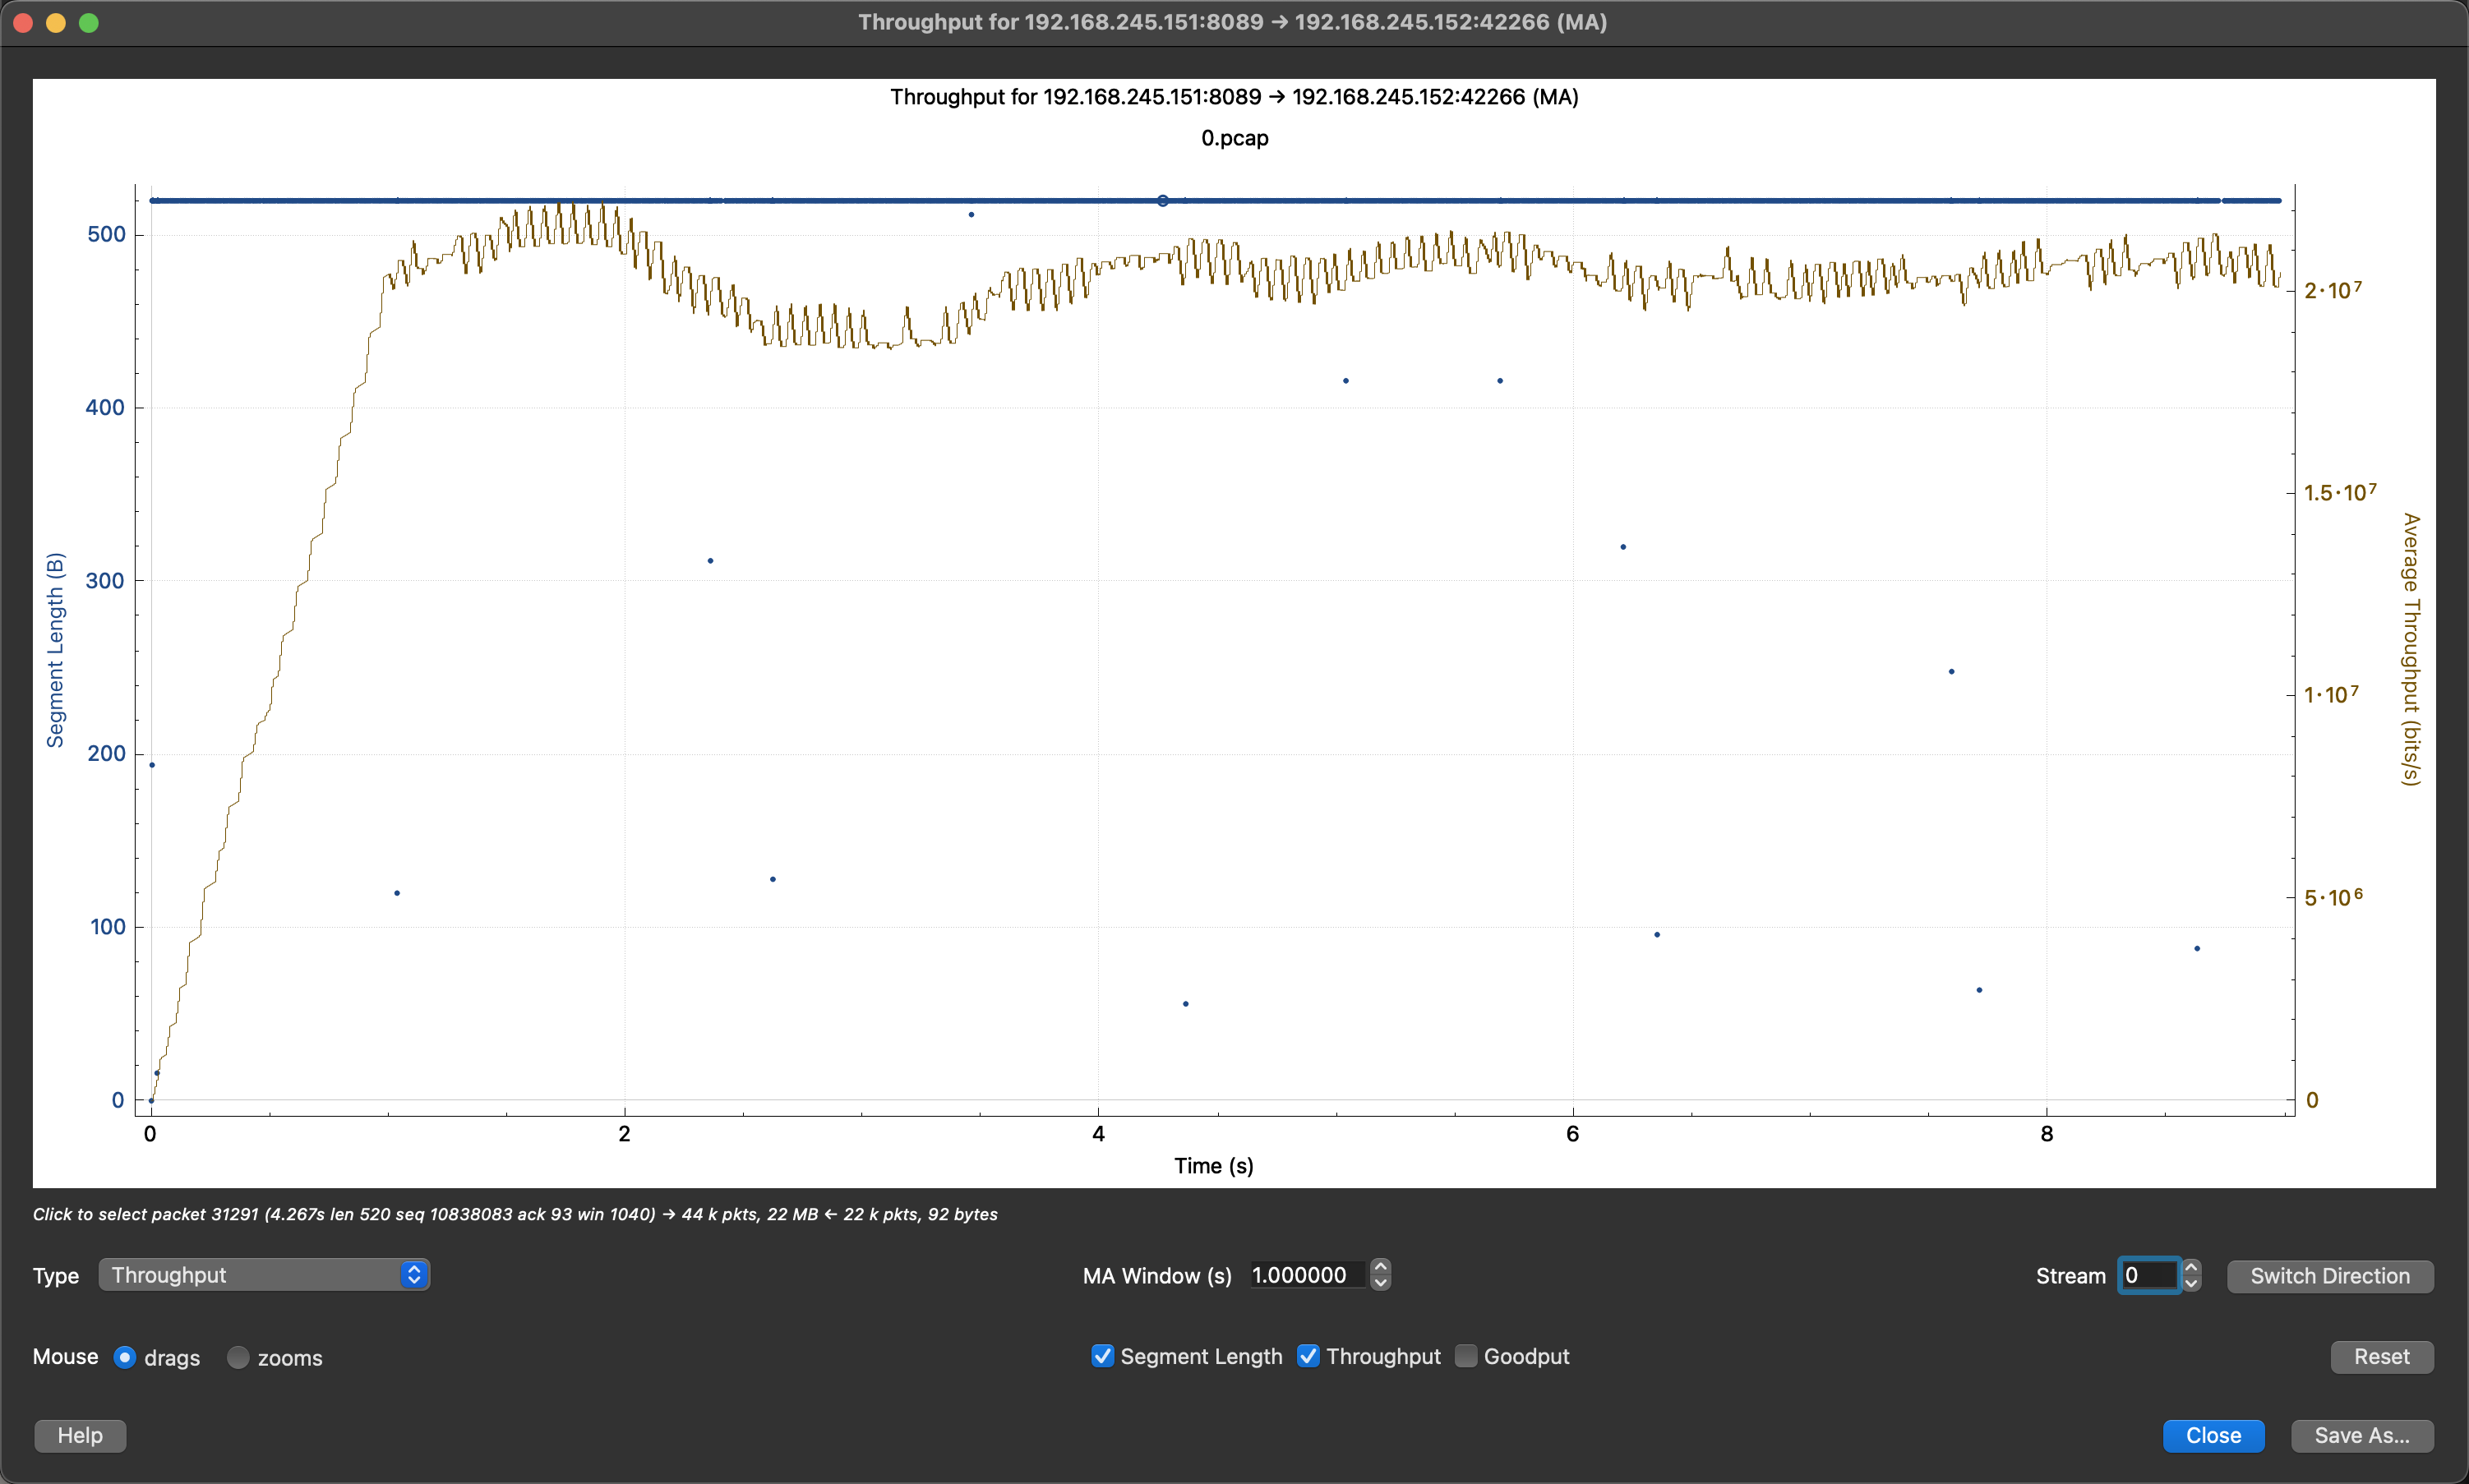 Throughput for 192.168.245.151:8089 → 192.168.245.152:42266 (MA)
Throughput for 192.168.245.151:8089 → 192.168.245.152:42266 (MA)
0.pcap
Segment Length (B)
500
400
300
200
100
0
0 2 4 6 8
Time (s)
2·10⁷
1.5·10⁷
1·10⁷
5·10⁶
0
Average Throughput (bits/s)
Click to select packet 31291 (4.267s len 520 seq 10838083 ack 93 win 1040) → 44 k pkts, 22 MB ← 22 k pkts, 92 bytes
Type Throughput MA Window (s) 1.000000 Stream 0 Switch Direction
Mouse drags zooms Segment Length Throughput Goodput Reset
Help Close Save As...